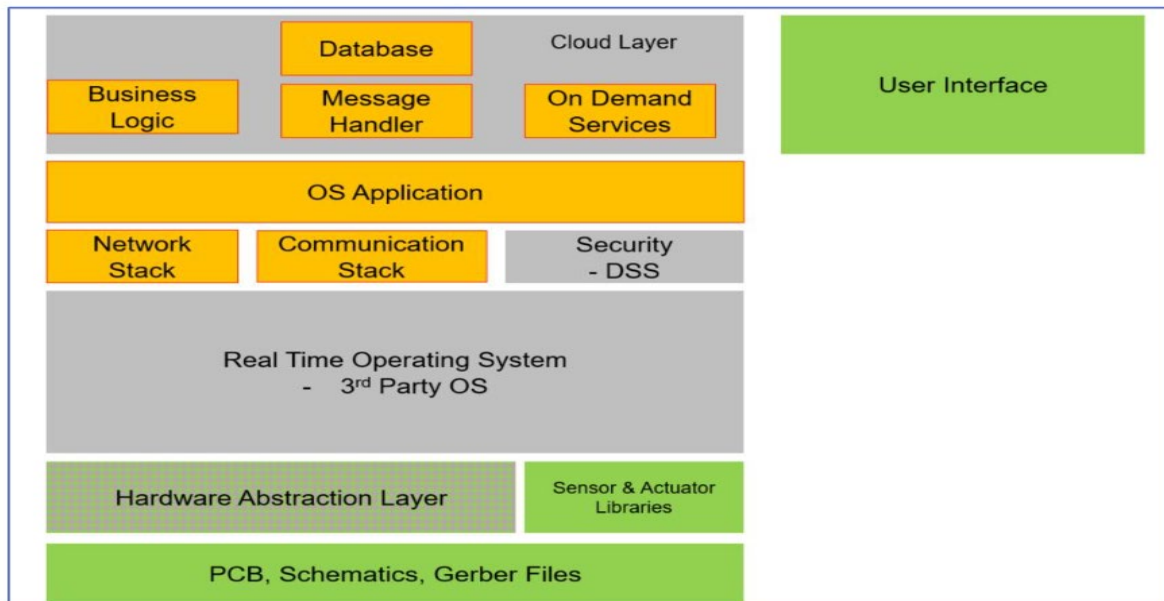 Database
Cloud Layer
User Interface
Business
Logic
Message
Handler
On Demand
Services
OS Application
Network
Stack
Communication
Stack
Security
- DSS
Real Time Operating System
- 3rd Party OS
Hardware Abstraction Layer
Sensor & Actuator
Libraries
PCB, Schematics, Gerber Files